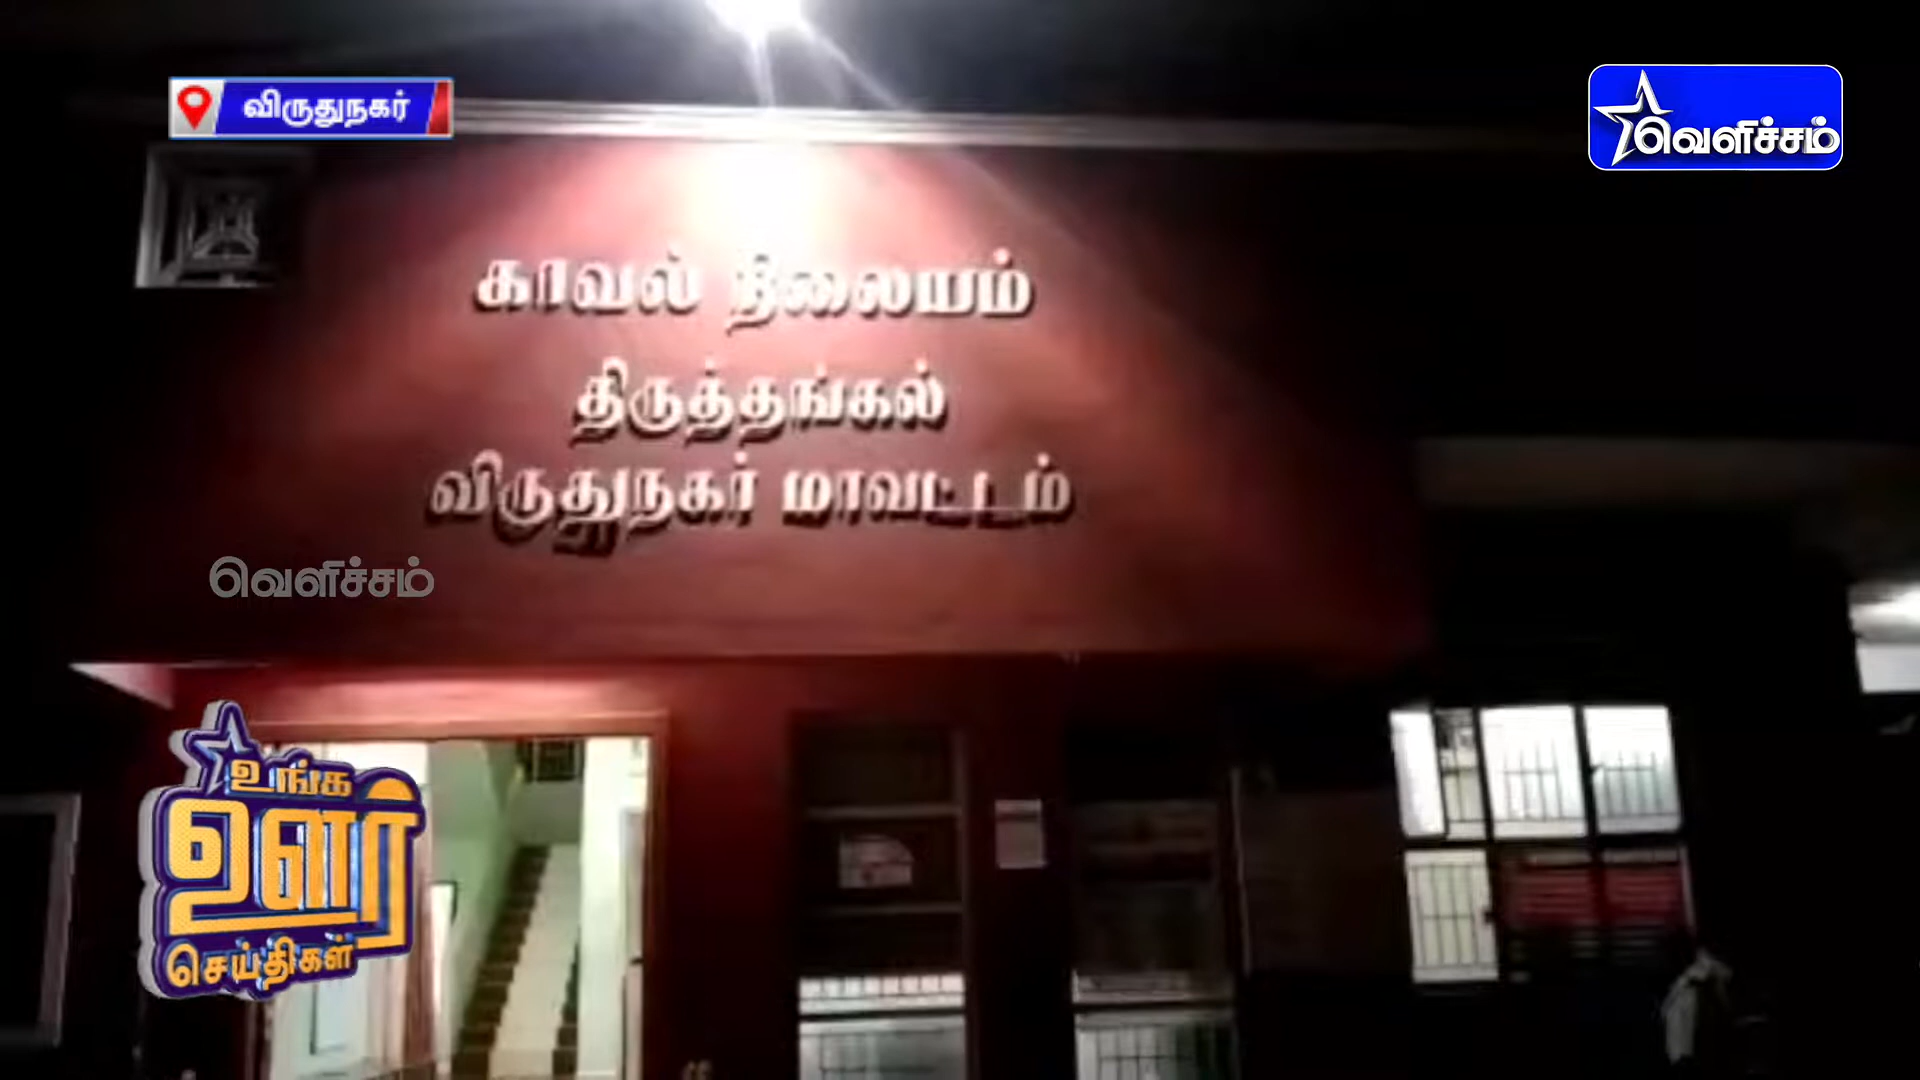 விருதுநகர்
வெளிச்சம்
காவல் நிலையம்
திருத்தங்கல்
விருதுநகர் மாவட்டம்
வெளிச்சம்
உங்க
ஊர்
செய்திகள்